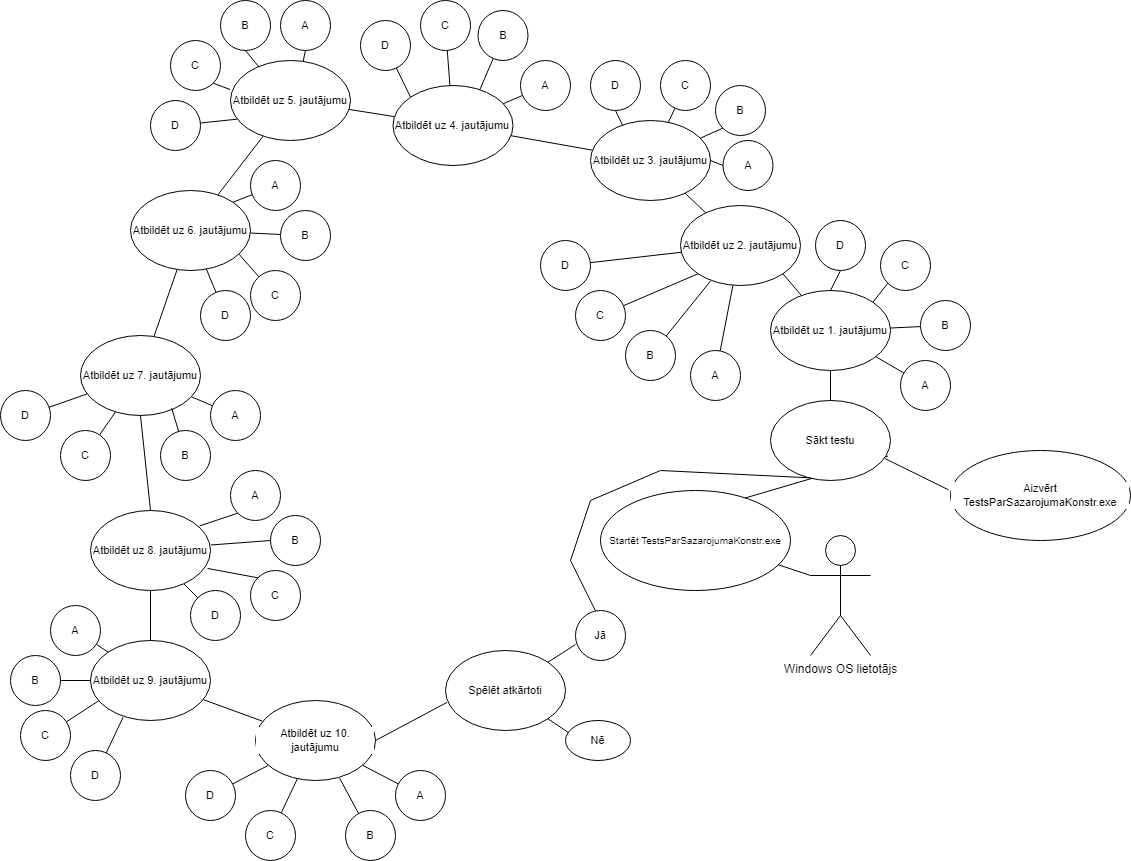 B
A
C
D
Atbildēt uz 5. jautājumu
D
C
B
A
Atbildēt uz 4. jautājumu
D
C
B
A
Atbildēt uz 3. jautājumu
A
B
C
D
Atbildēt uz 6. jautājumu
D
C
B
A
Atbildēt uz 2. jautājumu
D
C
B
A
Atbildēt uz 1. jautājumu
Atbildēt uz 7. jautājumu
D
C
B
A
Sākt testu
Aizvērt
TestsParSazarojumaKonstr.exe
Startēt TestsParSazarojumaKonstr.exe
Windows OS lietotājs
A
B
C
D
Atbildēt uz 8. jautājumu
A
B
C
D
Atbildēt uz 9. jautājumu
Jā
Spēlēt atkārtoti
Nē
Atbildēt uz 10.
jautājumu
D
C
B
A